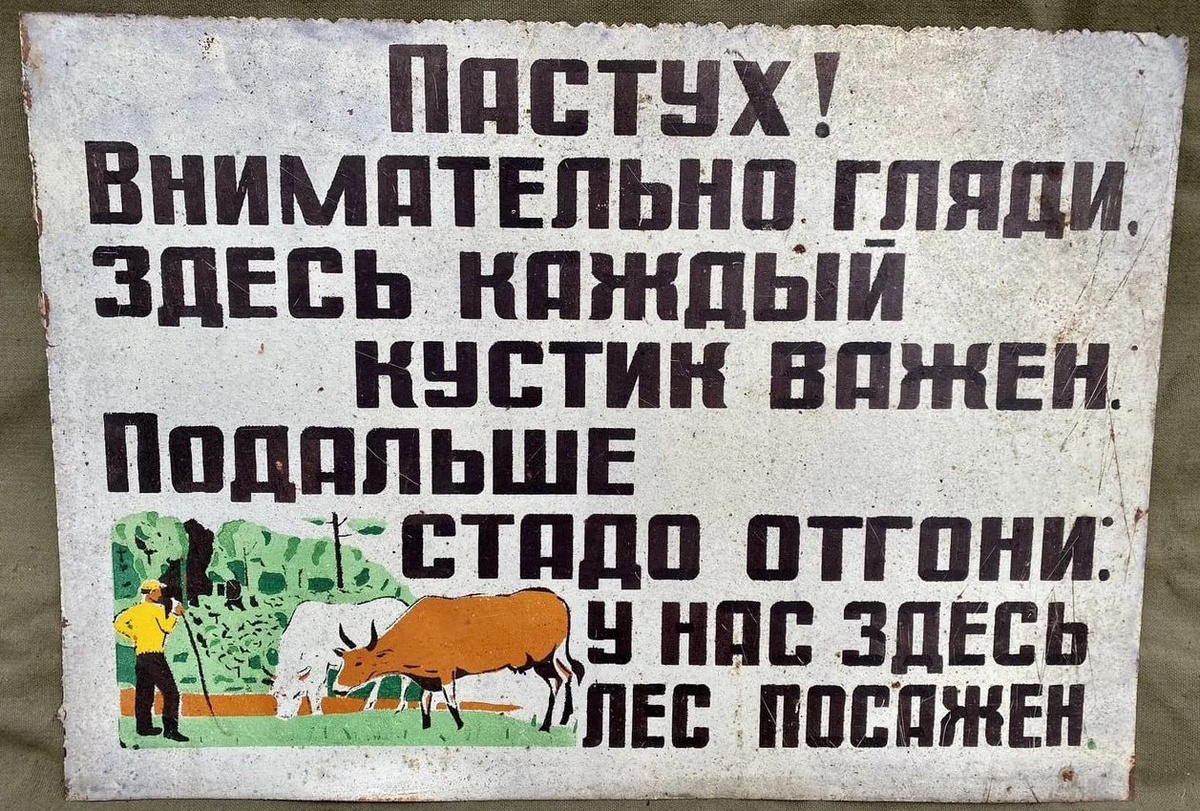 Пастух!
Внимательно гляди,
здесь каждый
кустик важен.
Подальше
стадо отгони:
у нас здесь
лес посажен.